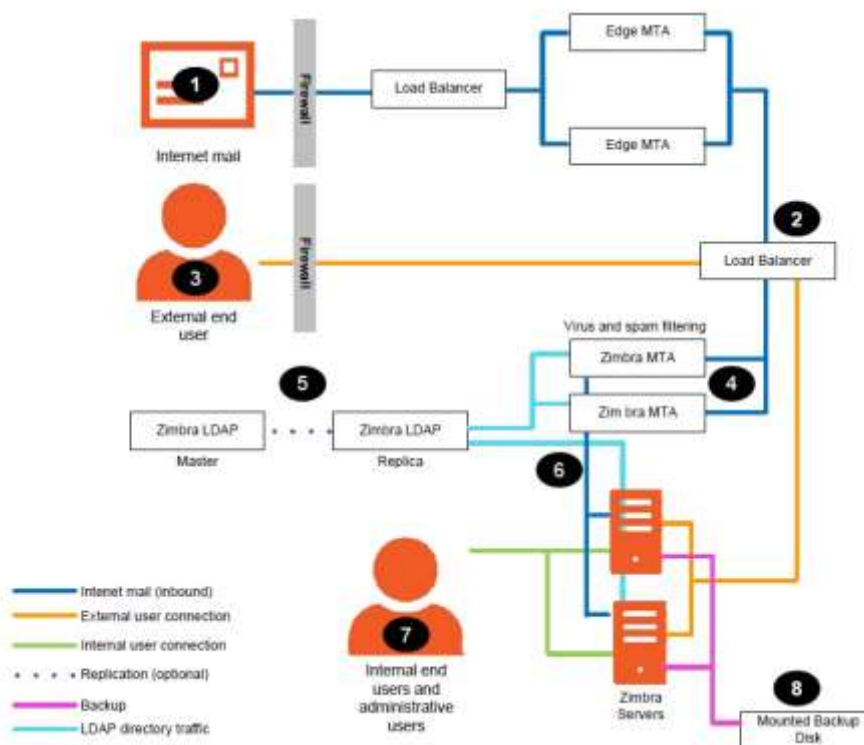 Edge MTA
1
Firewall
Load Balancer
Edge MTA
Internet mail
2
Firewall
3
Load Balancer
External end
user
Virus and spam filtering
Zimbra MTA
4
5
Zim bra MTA
Zimbra LDAP
Zimbra LDAP
Master
Replica
6
7
Internal end
users and
administrative
users
Zimbra
Servers
8
Mounted Backup
Disk
Intenet mail (inbound)
External user connection
Internal user connection
Replication (optional)
Backup
LDAP directory traffic